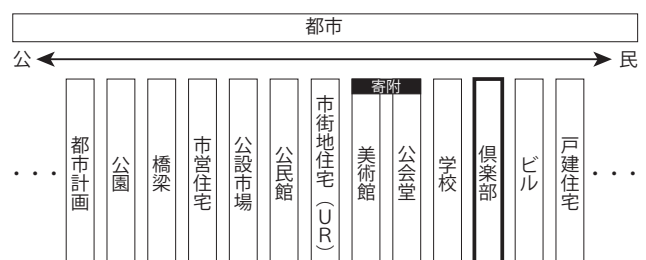 都市
公
民
寄附
・・・
都市計画
公園
橋梁
市営住宅
公設市場
公民館
市街地住宅（UR）
美術館
公会堂
学校
倶楽部
ビル
戸建住宅
・・・